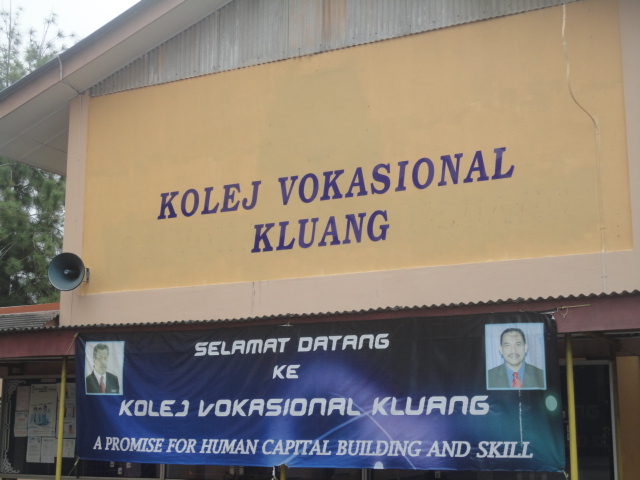 KOLEJ VOKASIONAL
KLUANG
SELAMAT DATANG
KE
KOLEJ VOKASIONAL KLUANG
A PROMISE FOR HUMAN CAPITAL BUILDING AND SKILL